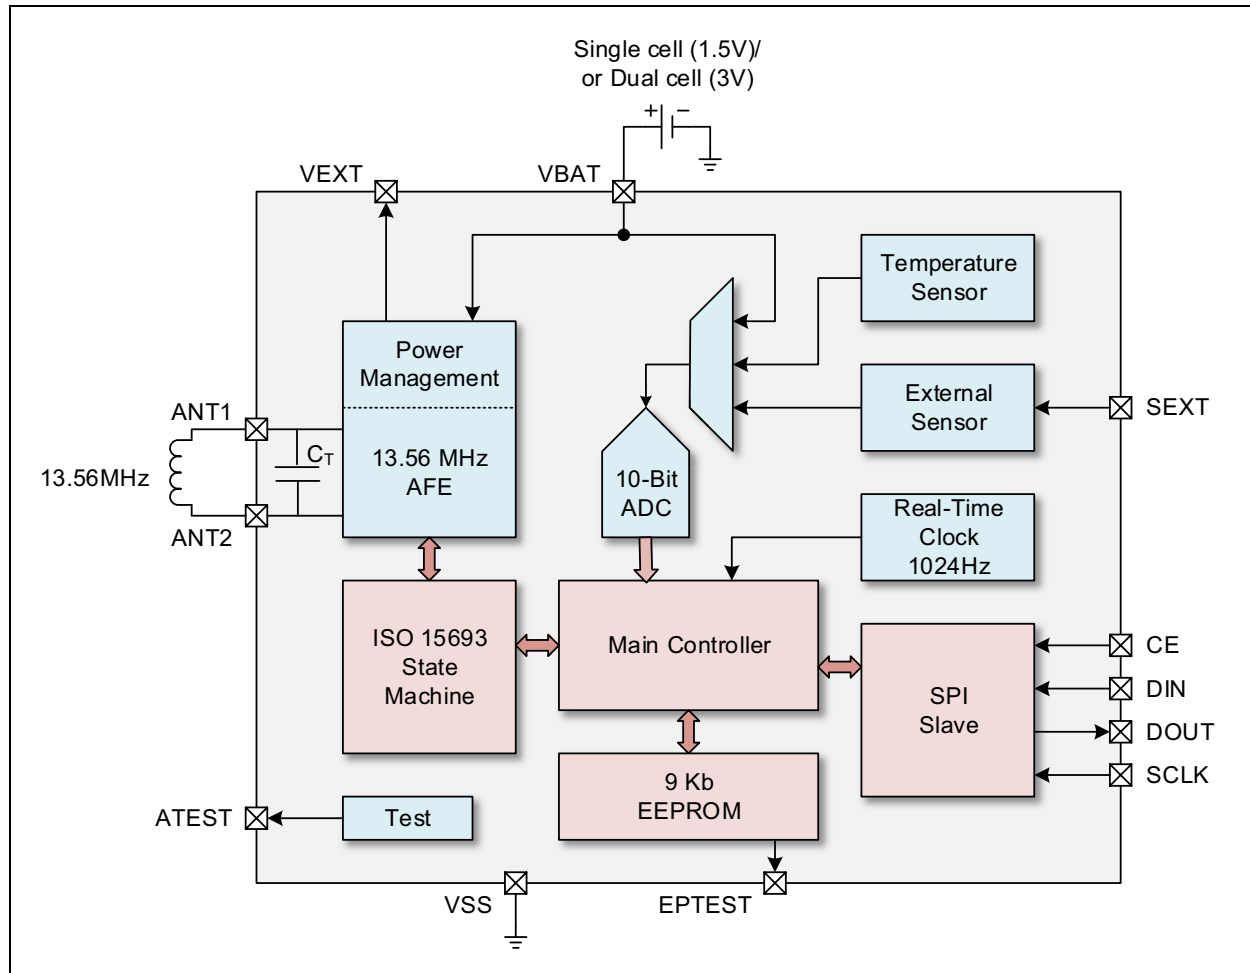 Single cell (1.5V)/
or Dual cell (3V)
+ −
VEXT
VBAT
Temperature
Sensor
Power
Management
External
Sensor
SEXT
ANT1
CT
13.56MHz
13.56 MHz
AFE
ANT2
10-Bit
ADC
Real-Time
Clock
1024Hz
ISO 15693
State
Machine
Main Controller
SPI
Slave
CE
DIN
DOUT
SCLK
9 Kb
EEPROM
ATEST
Test
VSS
EPTEST